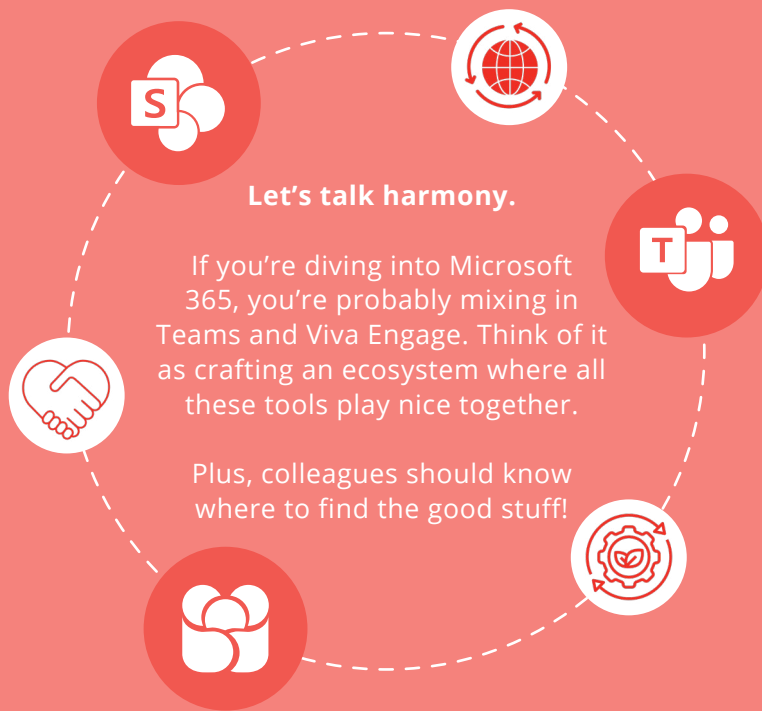 S
Let’s talk harmony.
T
If you’re diving into Microsoft
365, you’re probably mixing in
Teams and Viva Engage. Think of it
as crafting an ecosystem where all
these tools play nice together.
Plus, colleagues should know
where to find the good stuff!